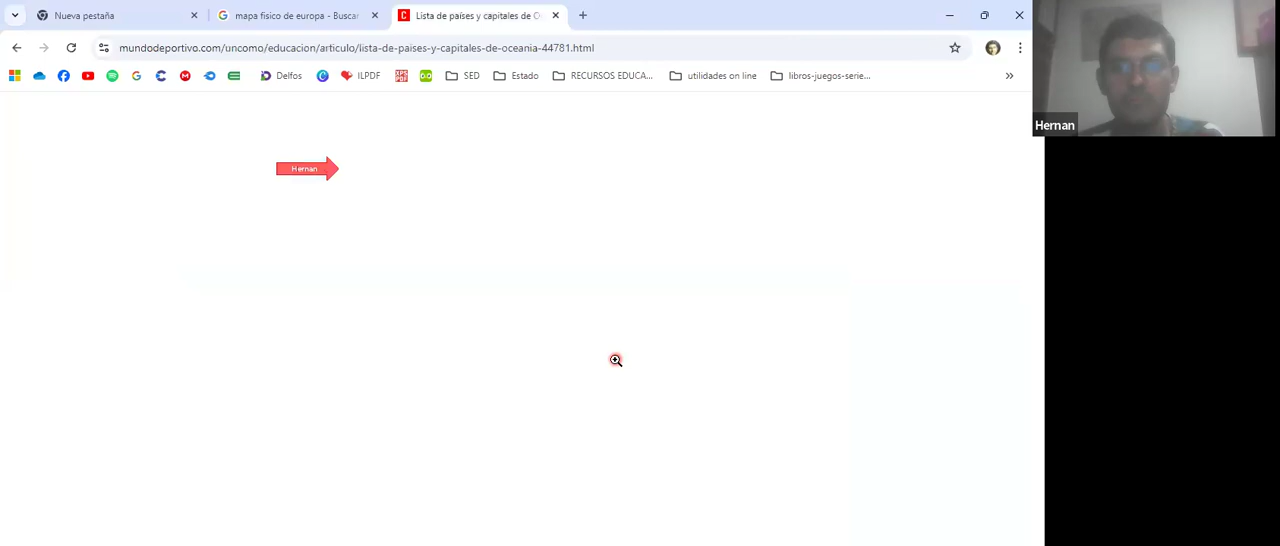 Nueva pestaña
mapa fisico de europa - Buscar
Lista de países y capitales de O
mundodeportivo.com/uncomo/educacion/articulo/lista-de-paises-y-capitales-de-oceania-44781.html
Delfos
ILPDF
XPS
PDF
SED
Estado
RECURSOS EDUCA...
utilidades on line
libros-juegos-serie...
Hernan
Hernan